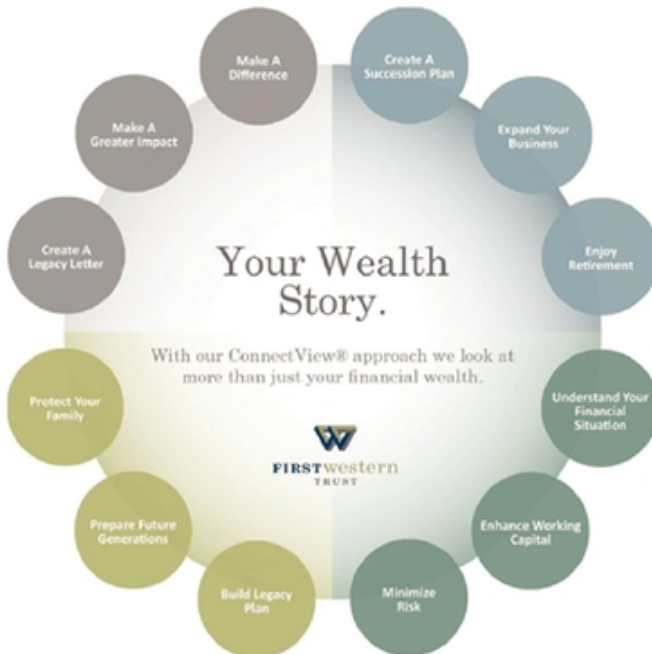 Make A
Difference
Create A
Succession Plan
Make A
Greater Impact
Expand Your
Business
Create A
Legacy Letter
Enjoy
Retirement
Your Wealth
Story.
With our ConnectView® approach we look at
more than just your financial wealth.
Protect Your
Family
Understand Your
Financial
Situation
FIRSTwestern
TRUST
Prepare Future
Generations
Enhance Working
Capital
Build Legacy
Plan
Minimize
Risk